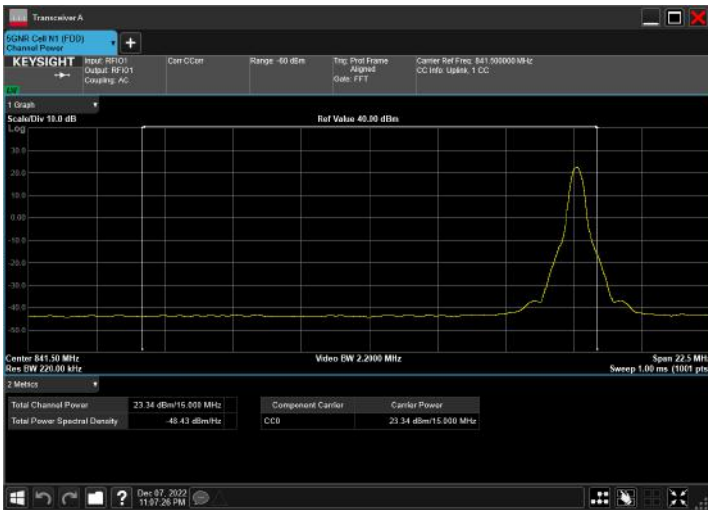 Transceiver A
5GNR Cell N1 (FDD)
Channel Power
KEYSIGHT
Input: RFIO1
Output: RFIO1
Coupling: AC
Corr CCorr
Range -60 dBm
Trig: Prot Frame
Aligned
Gate: FFT
Carrier Ref Freq: 841.500000 MHz
CC Info: Uplink, 1 CC
1 Graph
Scale/Div 10.0 dB
Ref Value 40.00 dBm
Log
30.0
20.0
10.0
0.00
-10.0
-20.0
-30.0
-40.0
-50.0
Center 841.50 MHz
Video BW 2.2000 MHz
Span 22.5 MH
Res BW 220.00 kHz
Sweep 1.00 ms (1001 pts
2 Metrics
Total Channel Power 23.34 dBm/15.000 MHz
Total Power Spectral Density -48.43 dBm/Hz
Component Carrier Carrier Power
CC0 23.34 dBm/15.000 MHz
Dec 07, 2022
11:07:26 PM